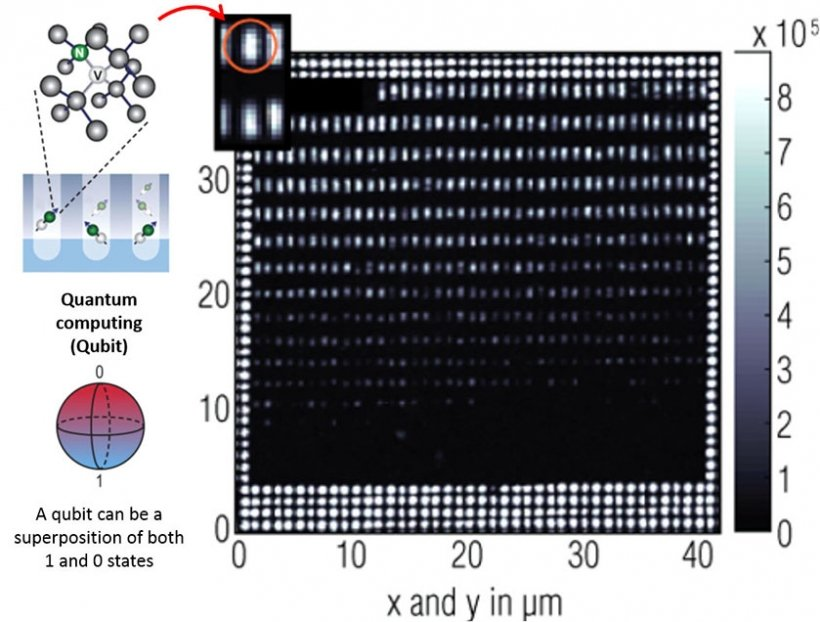 N
V
Quantum
computing
(Qubit)
0
1
A qubit can be a
superposition of both
1 and 0 states
30
20
10
0
0 10 20 30 40
x and y in µm
x 10⁵
8
7
6
5
4
3
2
1
0